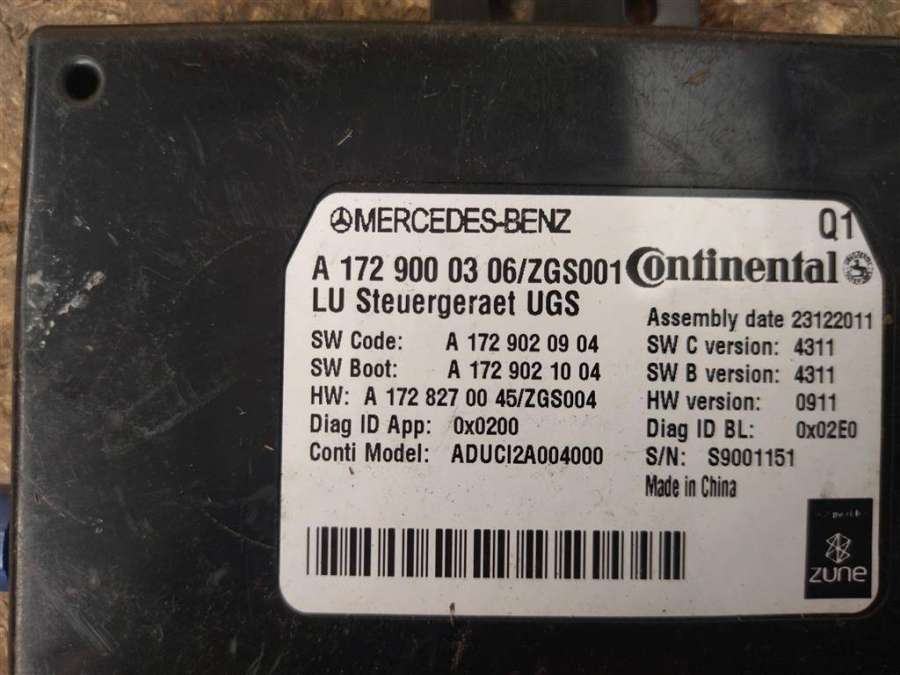 MERCEDES-BENZ
Q1
A 172 900 03 06/ZGS001
Continental
LU Steuergeraet UGS
Assembly date 23122011
SW Code: A 172 902 09 04
SW C version: 4311
SW Boot: A 172 902 10 04
SW B version: 4311
HW: A 172 827 00 45/ZGS004
HW version: 0911
Diag ID App: 0x0200
Diag ID BL: 0x02E0
Conti Model: ADUCI2A004000
S/N: S9001151
Made in China
zune